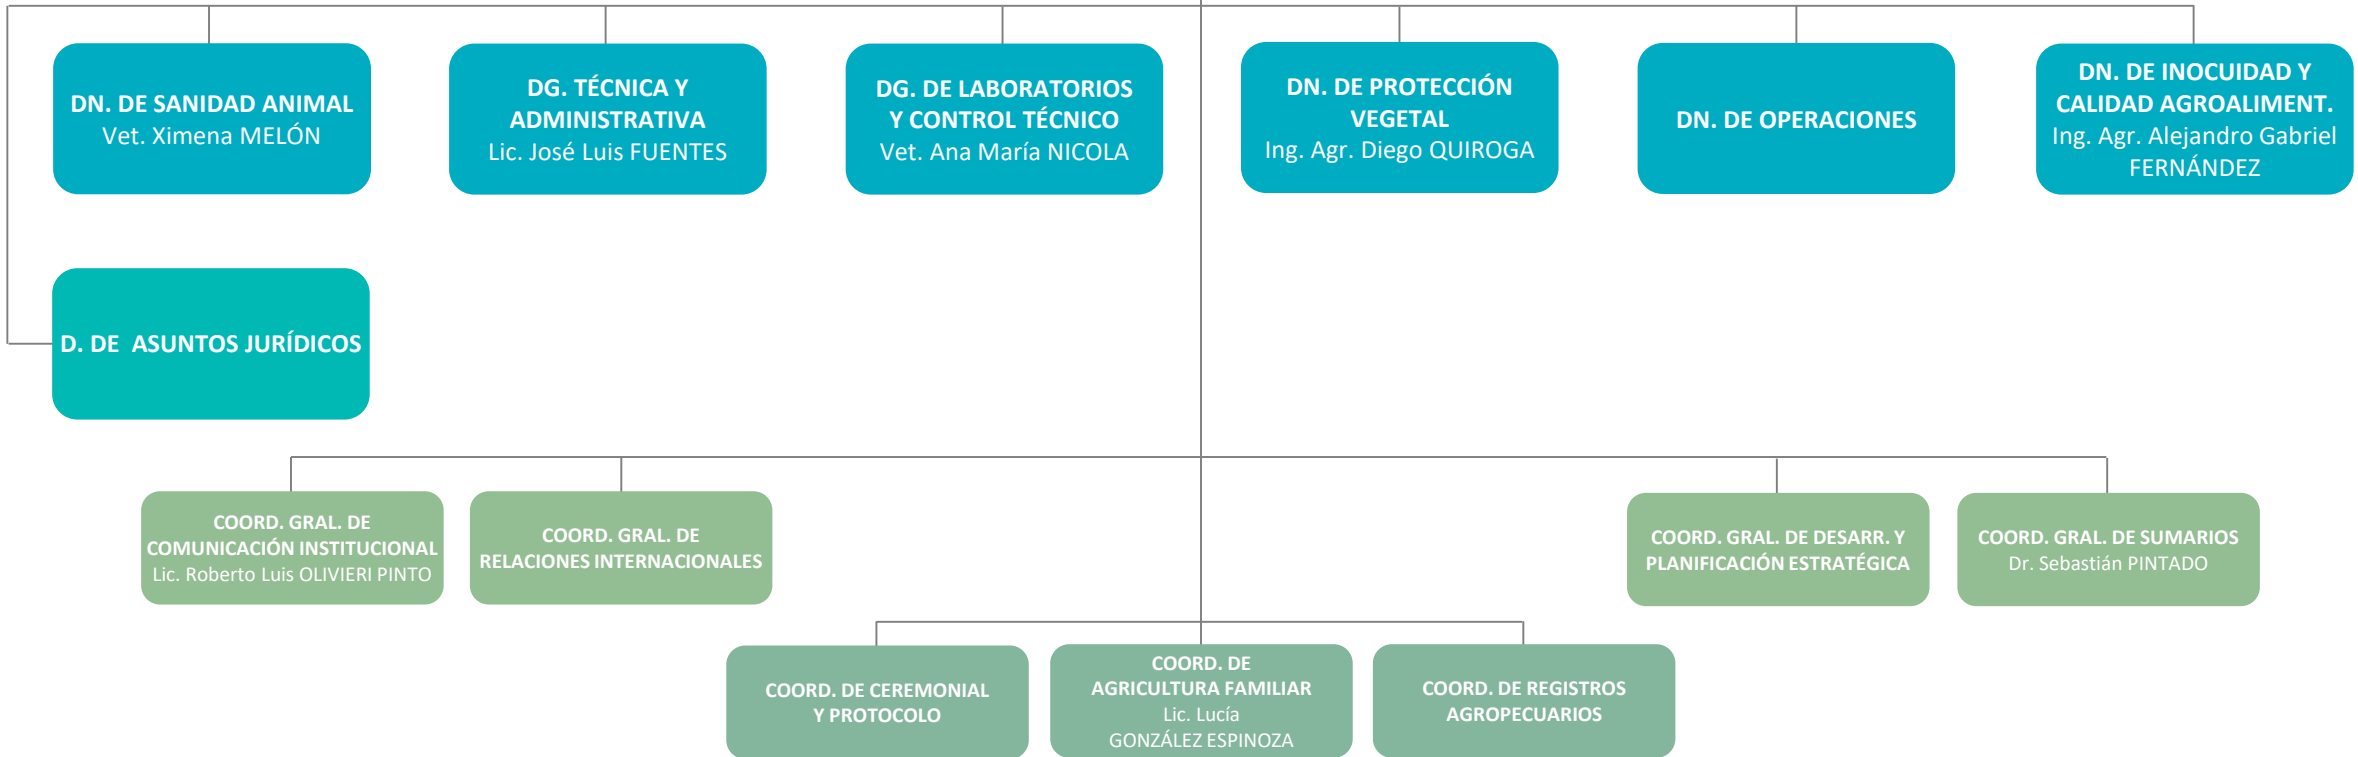 DN. DE SANIDAD ANIMAL
Vet. Ximena MELÓN
DG. TÉCNICA Y
ADMINISTRATIVA
Lic. José Luis FUENTES
DG. DE LABORATORIOS
Y CONTROL TÉCNICO
Vet. Ana María NICOLA
DN. DE PROTECCIÓN
VEGETAL
Ing. Agr. Diego QUIROGA
DN. DE OPERACIONES
DN. DE INOCUIDAD Y
CALIDAD AGROALIMENT.
Ing. Agr. Alejandro Gabriel
FERNÁNDEZ
D. DE ASUNTOS JURÍDICOS
COORD. GRAL. DE
COMUNICACIÓN INSTITUCIONAL
Lic. Roberto Luis OLIVIERI PINTO
COORD. GRAL. DE
RELACIONES INTERNACIONALES
COORD. GRAL. DE DESARR. Y
PLANIFICACIÓN ESTRATÉGICA
COORD. GRAL. DE SUMARIOS
Dr. Sebastián PINTADO
COORD. DE CEREMONIAL
Y PROTOCOLO
COORD. DE
AGRICULTURA FAMILIAR
Lic. Lucía
GONZÁLEZ ESPINOZA
COORD. DE REGISTROS
AGROPECUARIOS